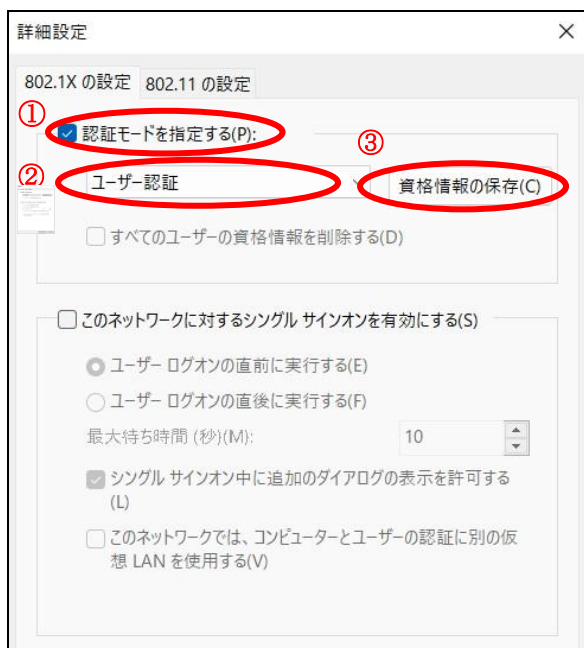 詳細設定
802.1X の設定 802.11 の設定
①
認証モードを指定する(P):
③
②
ユーザー認証
資格情報の保存(C)
すべてのユーザーの資格情報を削除する(D)
このネットワークに対するシングル サインオンを有効にする(S)
ユーザー ログオンの直前に実行する(E)
ユーザー ログオンの直後に実行する(F)
最大待ち時間 (秒)(M): 10
シングル サインオン中に追加のダイアログの表示を許可する
(L)
このネットワークでは、コンピューターとユーザーの認証に別の仮
想 LAN を使用する(V)